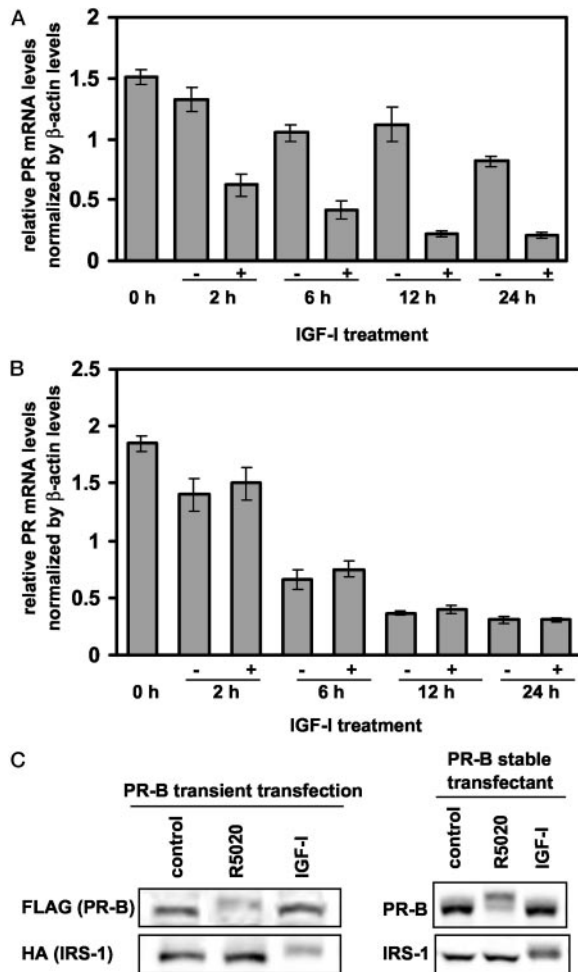 A
relative PR mRNA levels
normalized by β-actin levels
2
1.5
1
0.5
0
- + - + - + - +
0 h 2 h 6 h 12 h 24 h
IGF-I treatment
B
relative PR mRNA levels
normalized by β-actin levels
2.5
2
1.5
1
0.5
0
- + - + - + - +
0 h 2 h 6 h 12 h 24 h
IGF-I treatment
C
PR-B transient transfection
control R5020 IGF-I
FLAG (PR-B)
HA (IRS-1)
PR-B stable
transfectant
control R5020 IGF-I
PR-B
IRS-1